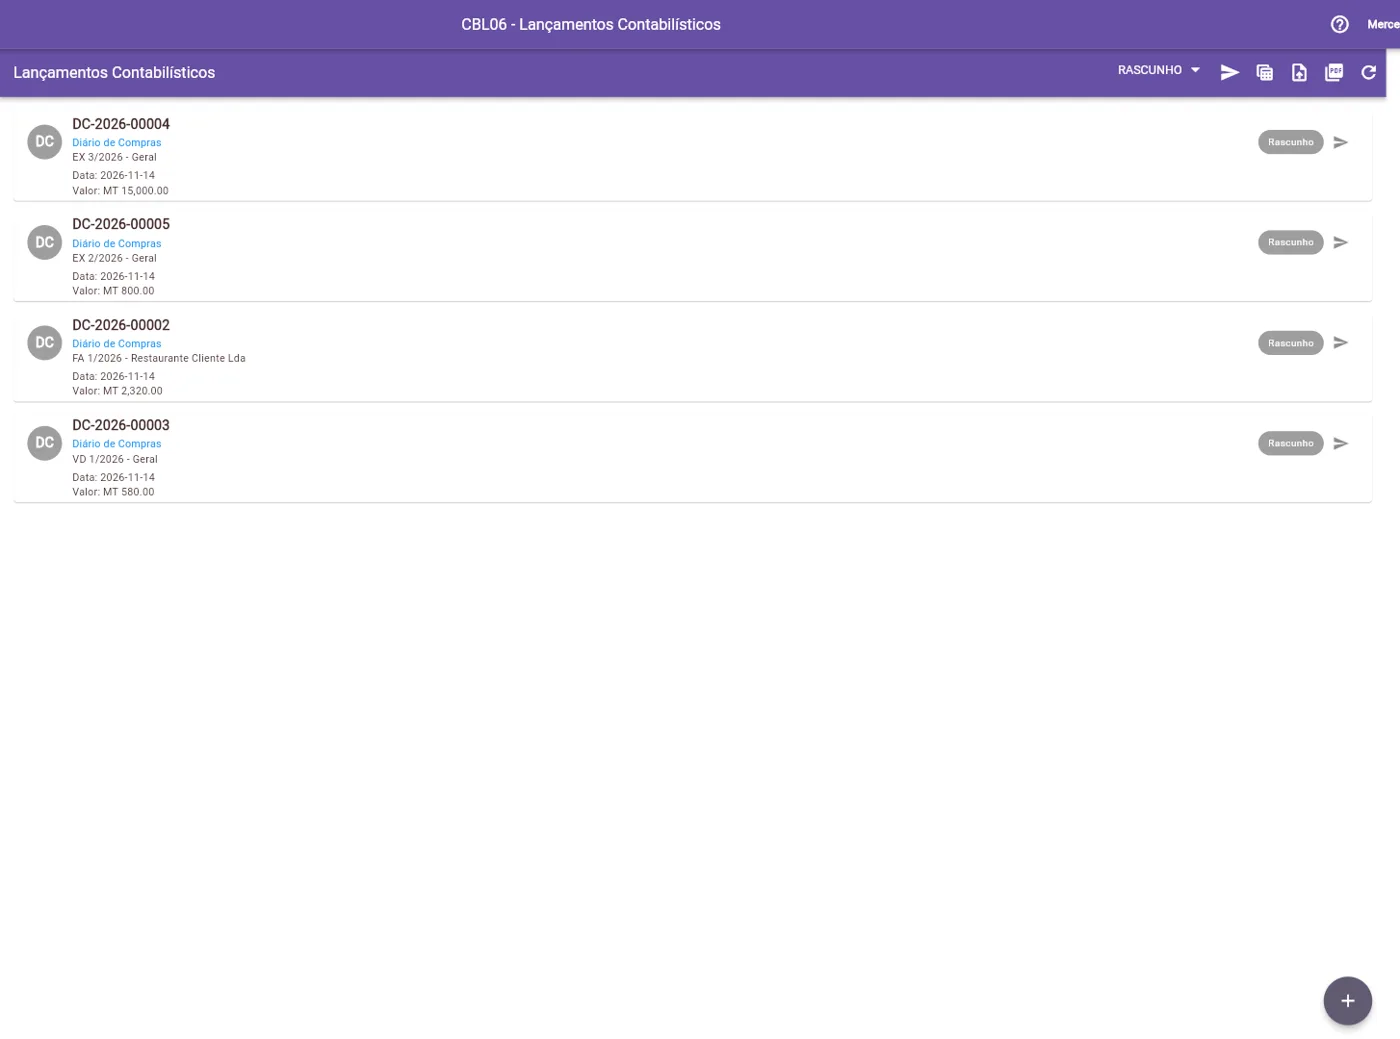 CBL06 - Lançamentos Contabilísticos
Merce
Lançamentos Contabilísticos
RASCUNHO
PDF
DC
DC-2026-00004
Diário de Compras
EX 3/2026 - Geral
Data: 2026-11-14
Valor: MT 15,000.00
Rascunho
DC
DC-2026-00005
Diário de Compras
EX 2/2026 - Geral
Data: 2026-11-14
Valor: MT 800.00
Rascunho
DC
DC-2026-00002
Diário de Compras
FA 1/2026 - Restaurante Cliente Lda
Data: 2026-11-14
Valor: MT 2,320.00
Rascunho
DC
DC-2026-00003
Diário de Compras
VD 1/2026 - Geral
Data: 2026-11-14
Valor: MT 580.00
Rascunho